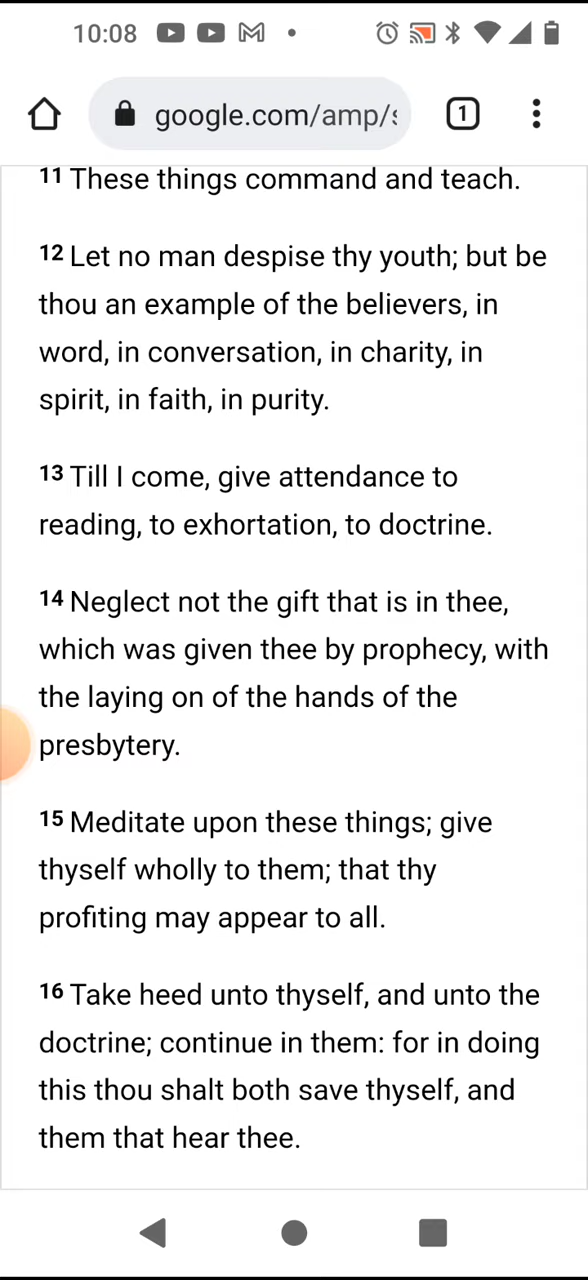 10:08
google.com/amp/s
1
11 These things command and teach.
12 Let no man despise thy youth; but be
thou an example of the believers, in
word, in conversation, in charity, in
spirit, in faith, in purity.
13 Till I come, give attendance to
reading, to exhortation, to doctrine.
14 Neglect not the gift that is in thee,
which was given thee by prophecy, with
the laying on of the hands of the
presbytery.
15 Meditate upon these things; give
thyself wholly to them; that thy
profiting may appear to all.
16 Take heed unto thyself, and unto the
doctrine; continue in them: for in doing
this thou shalt both save thyself, and
them that hear thee.